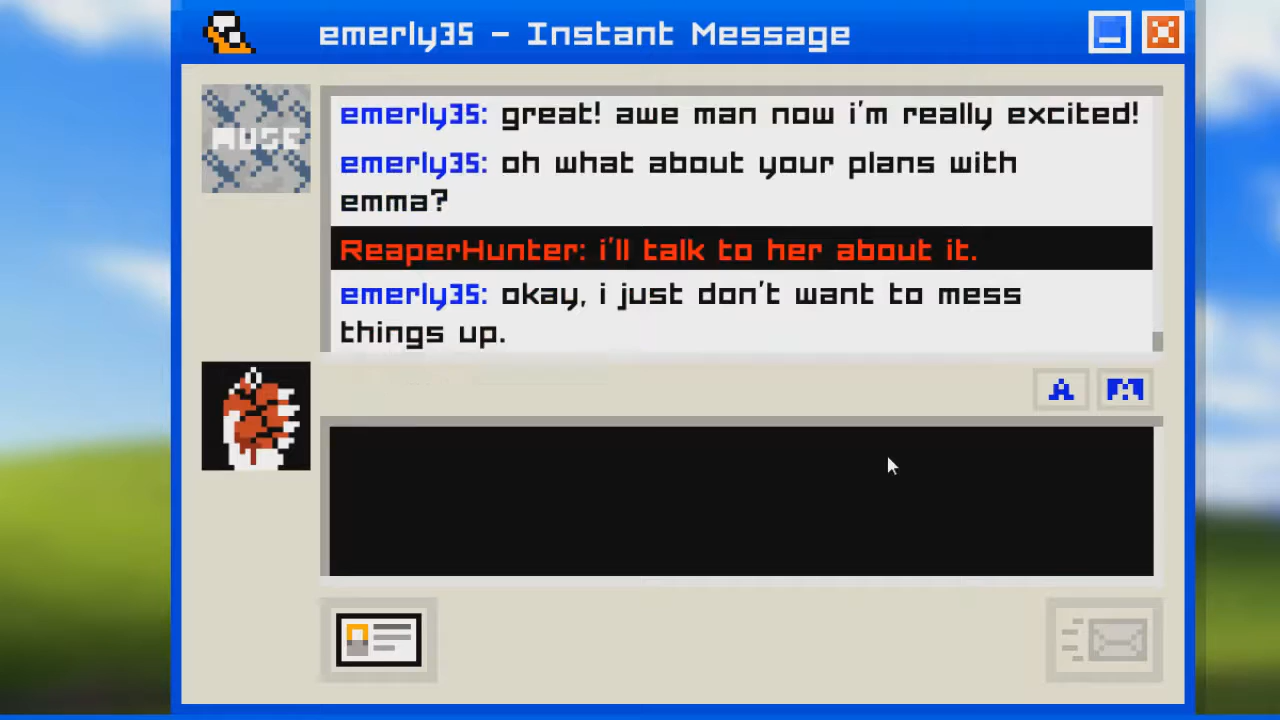 emerly35 - Instant Message
emerly35: great! awe man now i'm really excited!
MUSE
emerly35: oh what about your plans with
emma?
ReaperHunter: i'll talk to her about it.
emerly35: okay, i just don't want to mess
things up.
A